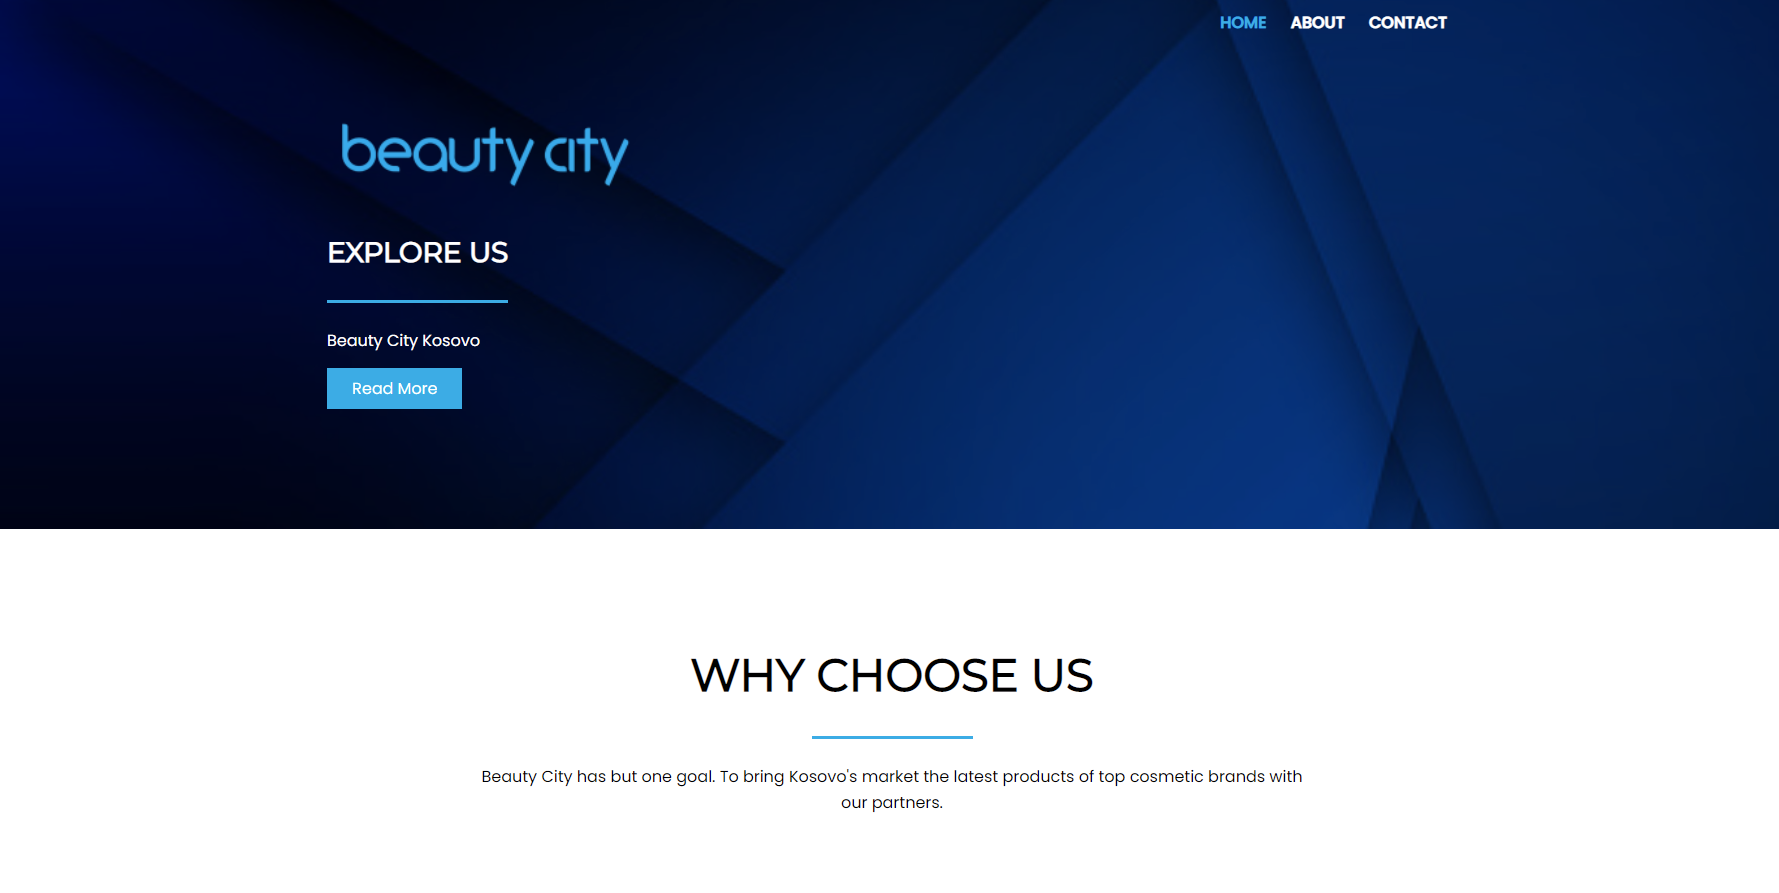 HOME ABOUT CONTACT
beauty city
EXPLORE US
Beauty City Kosovo
Read More
WHY CHOOSE US
Beauty City has but one goal. To bring Kosovo's market the latest products of top cosmetic brands with
our partners.